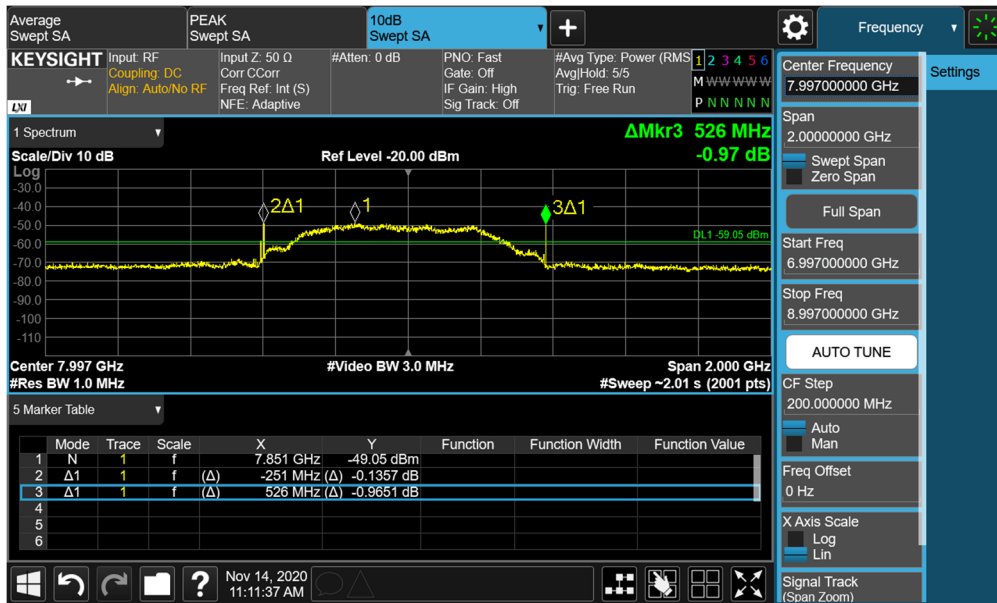 Average
Swept SA
PEAK
Swept SA
10dB
Swept SA
Frequency
KEYSIGHT
Input: RF
Coupling: DC
Align: Auto/No RF
Input Z: 50 Ω
Corr CCorr
Freq Ref: Int (S)
NFE: Adaptive
#Atten: 0 dB
PNO: Fast
Gate: Off
IF Gain: High
Sig Track: Off
#Avg Type: Power (RMS
Avg|Hold: 5/5
Trig: Free Run
1 2 3 4 5 6
M W W W W W
P N N N N N
LXI
1 Spectrum
ΔMkr3 526 MHz
-0.97 dB
Scale/Div 10 dB
Ref Level -20.00 dBm
Log
-30.0
-40.0
-50.0
-60.0
-70.0
-80.0
-90.0
-100
-110
2Δ1
1
3Δ1
DL1 -59.05 dBm
Center 7.997 GHz
#Video BW 3.0 MHz
Span 2.000 GHz
#Res BW 1.0 MHz
#Sweep ~2.01 s (2001 pts)
5 Marker Table
Mode Trace Scale X Y Function Function Width Function Value
1 N 1 f 7.851 GHz -49.05 dBm
2 Δ1 1 f (Δ) -251 MHz (Δ) -0.1357 dB
3 Δ1 1 f (Δ) 526 MHz (Δ) -0.9651 dB
4
5
6
Nov 14, 2020
11:11:37 AM
Center Frequency
7.997000000 GHz
Settings
Span
2.00000000 GHz
Swept Span
Zero Span
Full Span
Start Freq
6.997000000 GHz
Stop Freq
8.997000000 GHz
AUTO TUNE
CF Step
200.000000 MHz
Auto
Man
Freq Offset
0 Hz
X Axis Scale
Log
Lin
Signal Track
(Span Zoom)